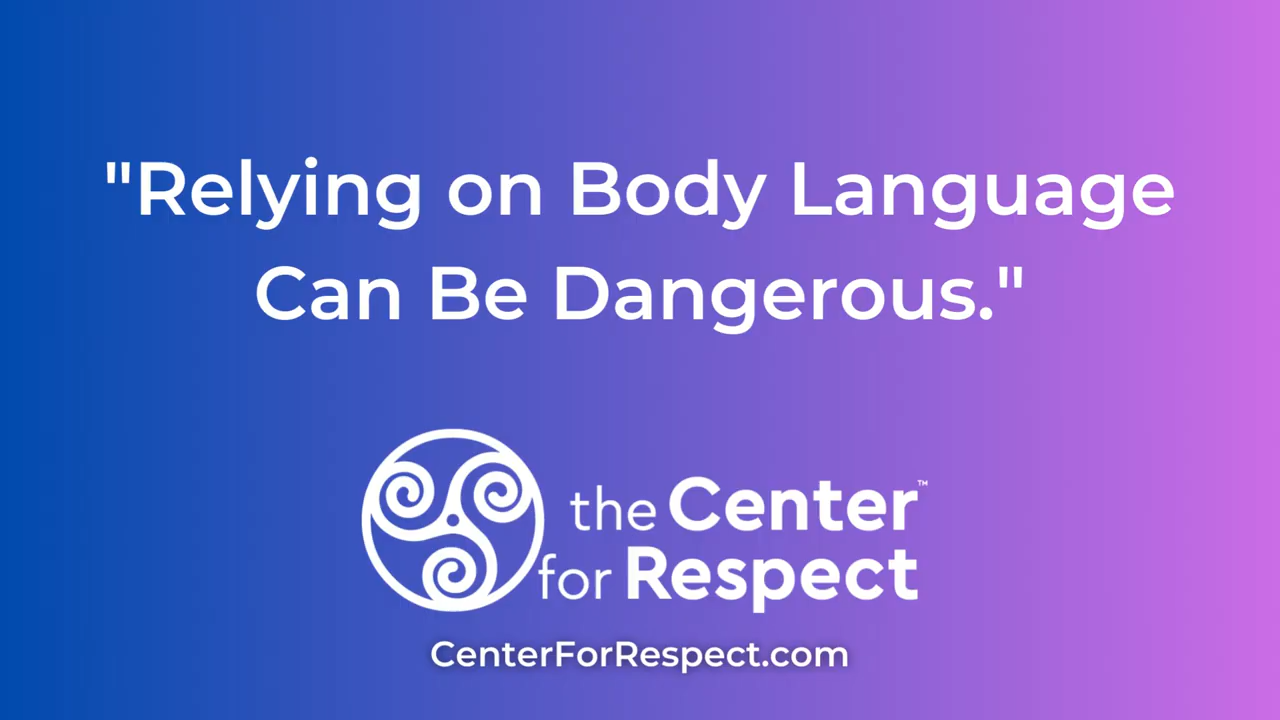 "Relying on Body Language
Can Be Dangerous."
the Center™
for Respect
CenterForRespect.com